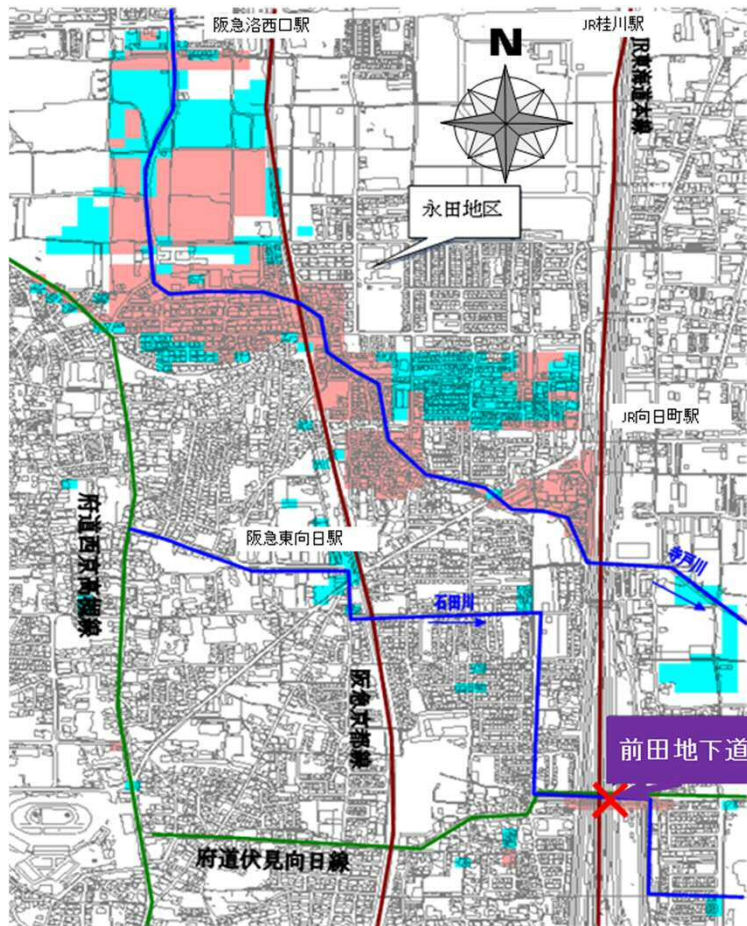 阪急洛西口駅
JR桂川駅
JR東海道本線
N
永田地区
JR向日町駅
府道西京高槻線
阪急東向日駅
寺戸川
石田川
阪急京都線
前田地下道
府道伏見向日線